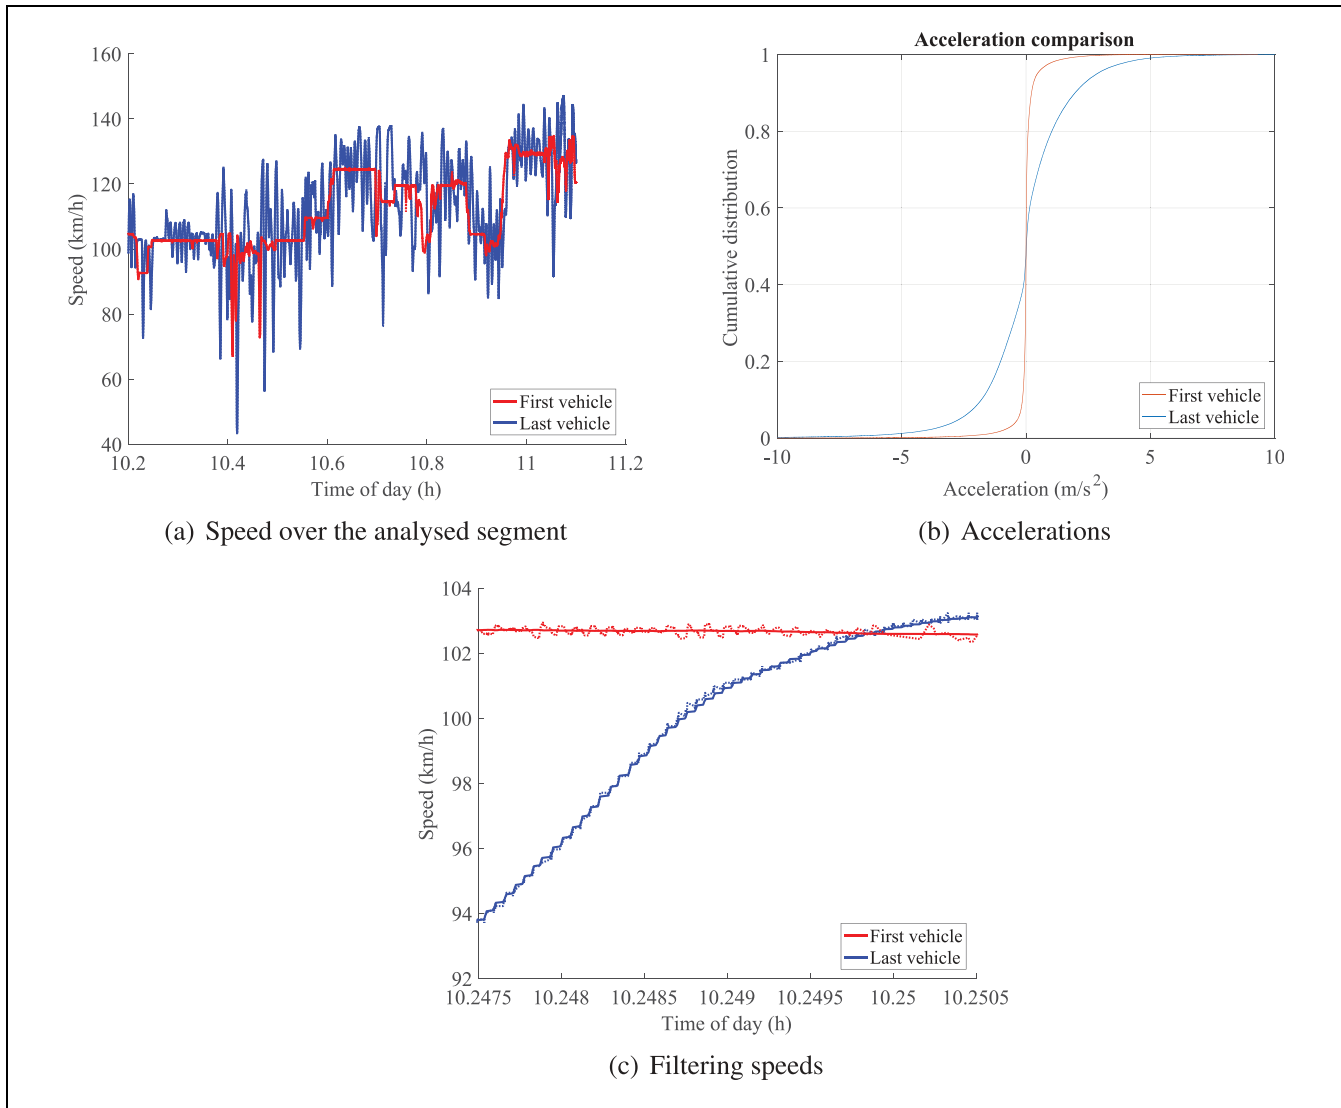 160
140
120
100
80
60
40
Speed (km/h)
10.2 10.4 10.6 10.8 11 11.2
Time of day (h)
First vehicle
Last vehicle
(a) Speed over the analysed segment
Acceleration comparison
1
0.8
0.6
0.4
0.2
0
Cumulative distribution
-10 -5 0 5 10
Acceleration (m/s2)
First vehicle
Last vehicle
(b) Accelerations
104
102
100
98
96
94
92
Speed (km/h)
10.2475 10.248 10.2485 10.249 10.2495 10.25 10.2505
Time of day (h)
First vehicle
Last vehicle
(c) Filtering speeds